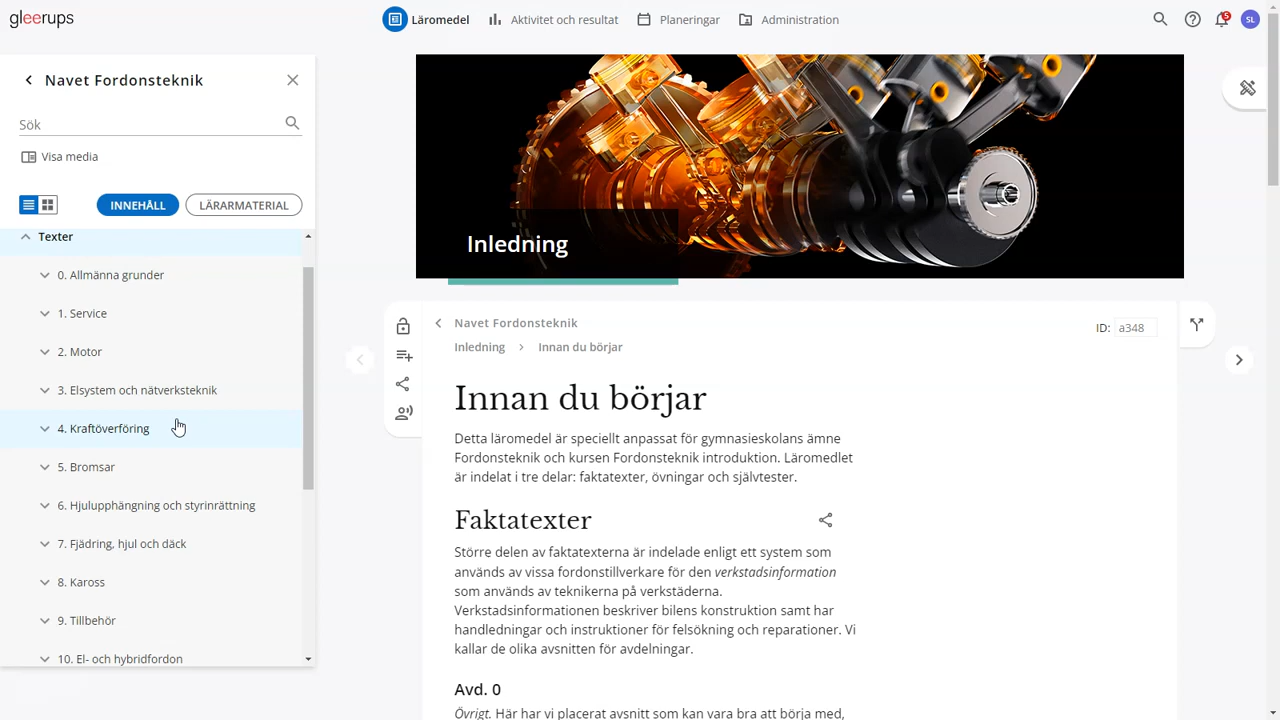 gleerups
Läromedel
Aktivitet och resultat
Planeringar
Administration
5
SL
Navet Fordonsteknik
Sök
Visa media
INNEHÅLL
LÄRARMATERIAL
Texter
0. Allmänna grunder
1. Service
2. Motor
3. Elsystem och nätverksteknik
4. Kraftöverföring
5. Bromsar
6. Hjulupphängning och styrinrättning
7. Fjädring, hjul och däck
8. Kaross
9. Tillbehör
10. El- och hybridfordon
Inledning
Navet Fordonsteknik
ID: a348
Inledning > Innan du börjar
Innan du börjar
Detta läromedel är speciellt anpassat för gymnasieskolans ämne
Fordonsteknik och kursen Fordonsteknik introduktion. Läromedlet
är indelat i tre delar: faktatexter, övningar och självtester.
Faktatexter
Större delen av faktatexterna är indelade enligt ett system som
används av vissa fordonstillverkare för den verkstadsinformation
som används av teknikerna på verkstäderna.
Verkstadsinformationen beskriver bilens konstruktion samt har
handledningar och instruktioner för felsökning och reparationer. Vi
kallar de olika avsnitten för avdelningar.
Avd. 0
Övrigt. Här har vi placerat avsnitt som kan vara bra att börja med,